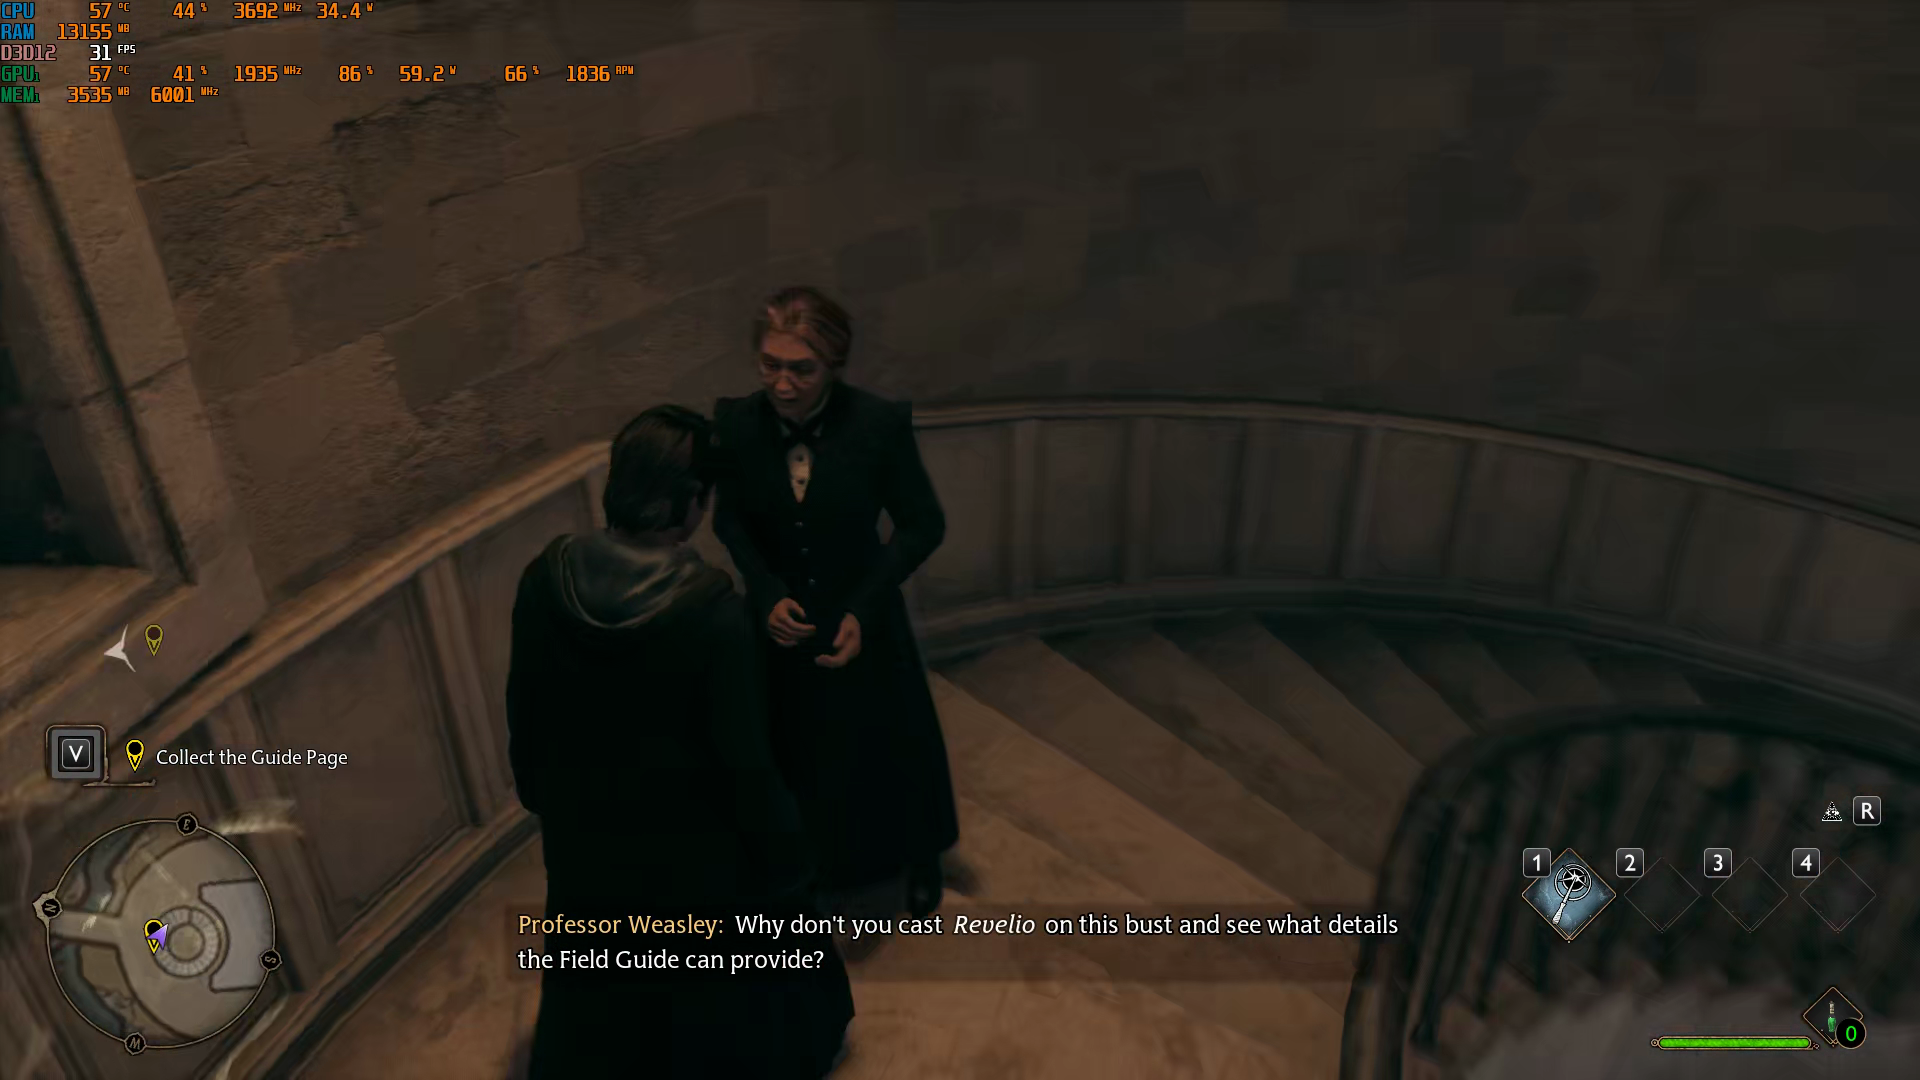 CPU 57 °C 44 % 3692 MHz 34.4 W
RAM 13155 MB
D3D12 31 FPS
GPU1 57 °C 41 % 1935 MHz 86 % 59.2 W 66 % 1836 RPM
MEM1 3535 MB 6001 MHz
V Collect the Guide Page
E
N
S
W
R
1 2 3 4
Professor Weasley: Why don't you cast Revelio on this bust and see what details
the Field Guide can provide?
0